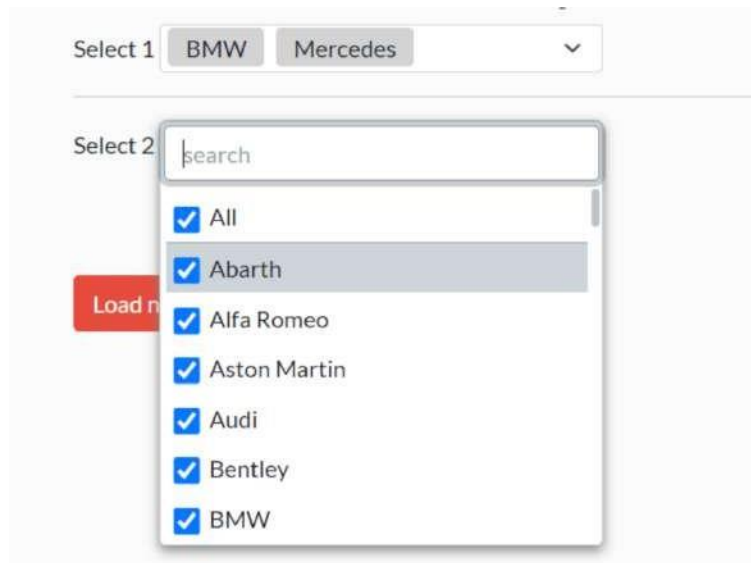 Select 1 BMW Mercedes
Select 2 search
All
Abarth
Load n
Alfa Romeo
Aston Martin
Audi
Bentley
BMW